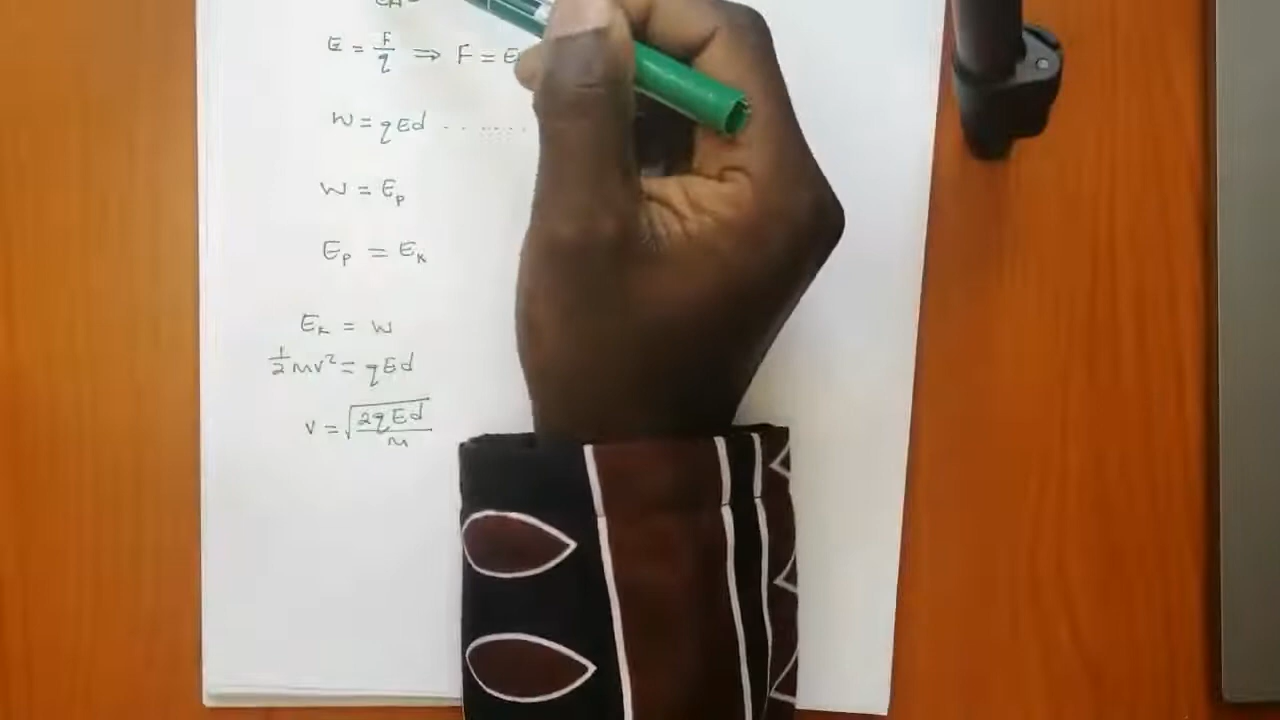 E = F/q ⇒ F = E
W = qEd ........
W = Eₚ
Eₚ = Eₖ
Eₖ = W
½mv² = qEd
v = √(2qEd/m)